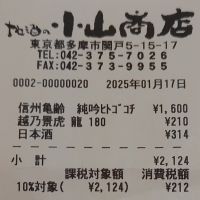 地酒の小山商店
東京都多摩市関戸5-15-17
TEL:042-375-7026
FAX:042-373-9955
0002-00000020 2025年01月17日
信州亀齢 純吟ヒトゴコチ ¥1,600
越乃景虎 龍 180 ¥210
日本酒 ¥314
小 計 ¥2,124
課税対象額 消費税額
10%対象( ¥2,124) ¥212